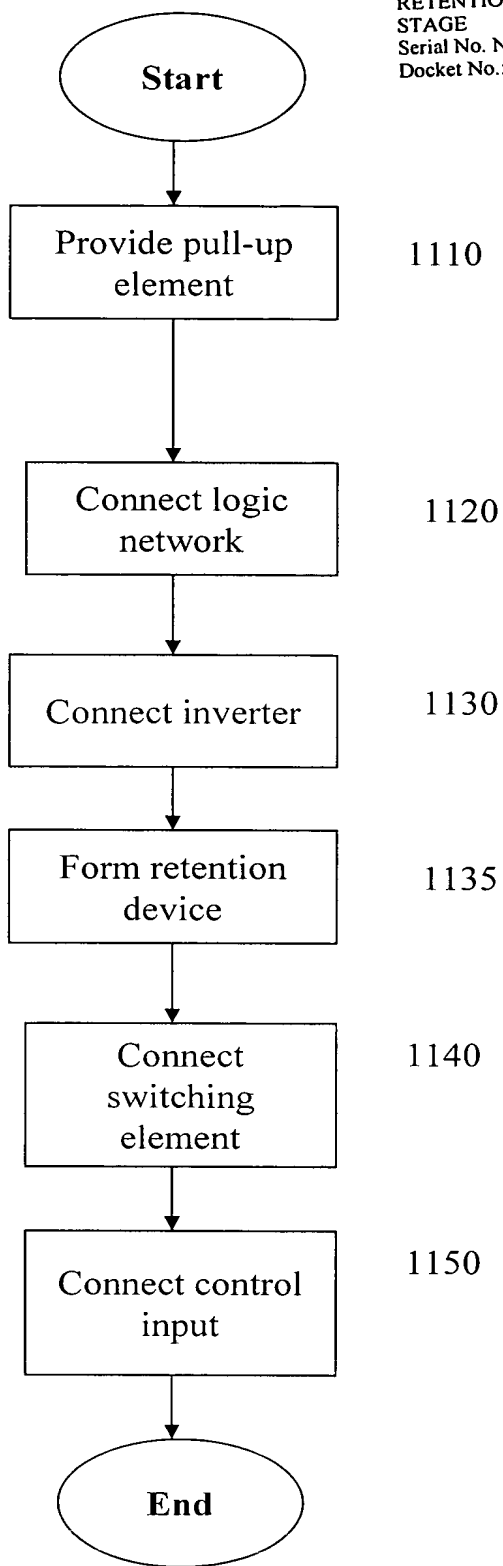 RETENTION
STAGE
Serial No. N
Docket No.:
Start
Provide pull-up
element
1110
Connect logic
network
1120
Connect inverter
1130
Form retention
device
1135
Connect
switching
element
1140
Connect control
input
1150
End